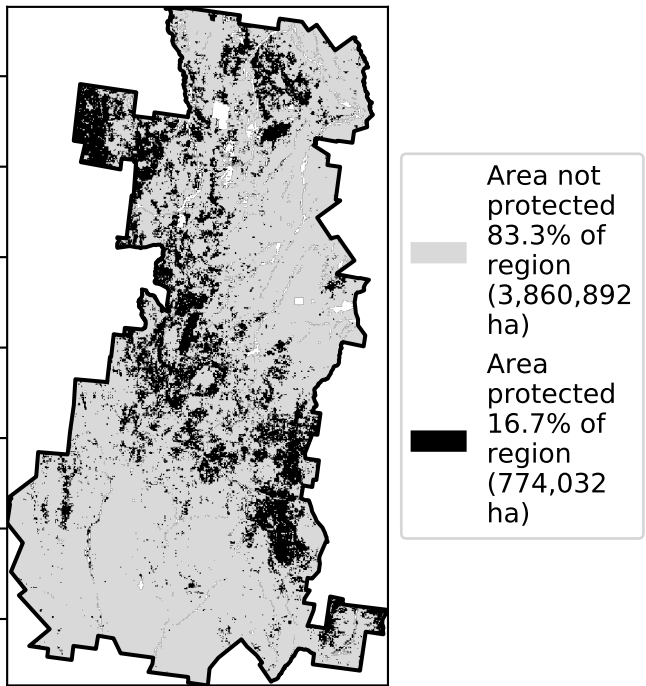 Area not
protected
83.3% of
region
(3,860,892
ha)
Area
protected
16.7% of
region
(774,032
ha)